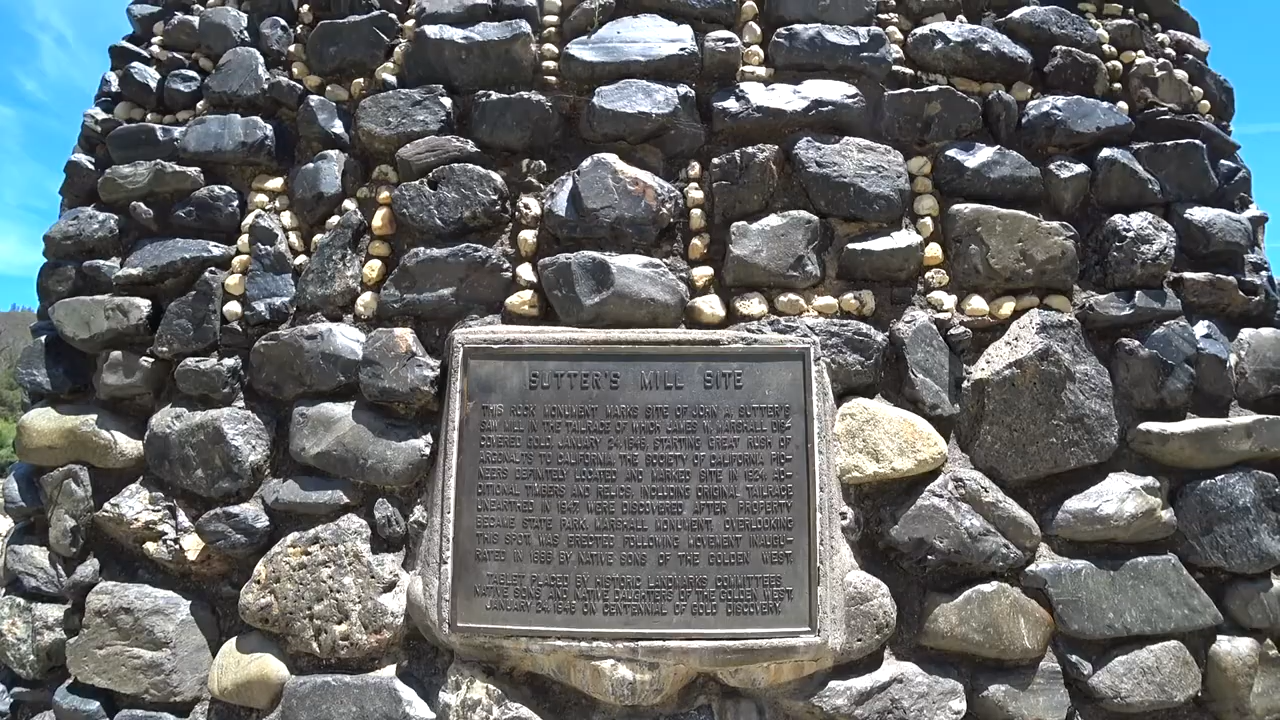 SUTTER'S MILL SITE
THIS ROCK MONUMENT MARKS SITE OF JOHN A. SUTTER'S
SAW MILL IN THE TAILRACE OF WHICH JAMES W. MARSHALL DIS-
COVERED GOLD JANUARY 24, 1848, STARTING GREAT RUSH OF
ARGONAUTS TO CALIFORNIA. THE SOCIETY OF CALIFORNIA PIO-
NEERS DEFINITELY LOCATED AND MARKED SITE IN 1924. AD-
DITIONAL TIMBERS AND RELICS, INCLUDING ORIGINAL TAILRACE
UNEARTHED IN 1947, WERE DISCOVERED AFTER PROPERTY
BECAME STATE PARK. MARSHALL MONUMENT, OVERLOOKING
THIS SPOT, WAS ERECTED FOLLOWING MOVEMENT INAUGU-
RATED IN 1886 BY NATIVE SONS OF THE GOLDEN WEST.
TABLET PLACED BY HISTORIC LANDMARKS COMMITTEES
NATIVE SONS AND NATIVE DAUGHTERS OF THE GOLDEN WEST,
JANUARY 24, 1948 ON CENTENNIAL OF GOLD DISCOVERY.